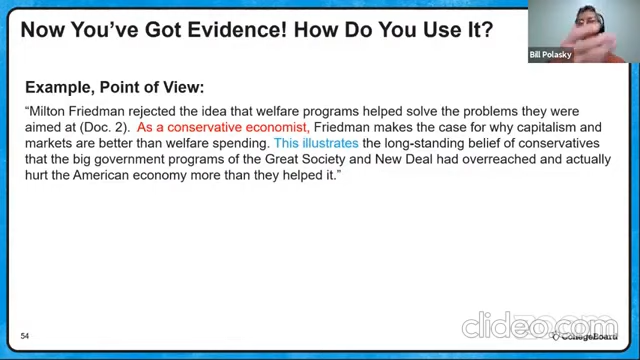 Now You've Got Evidence! How Do You Use It?
Bill Polasky
Example, Point of View:
“Milton Friedman rejected the idea that welfare programs helped solve the problems they were
aimed at (Doc. 2). As a conservative economist, Friedman makes the case for why capitalism and
markets are better than welfare spending. This illustrates the long-standing belief of conservatives
that the big government programs of the Great Society and New Deal had overreached and actually
hurt the American economy more than they helped it.”
54
clideo.com
CollegeBoard